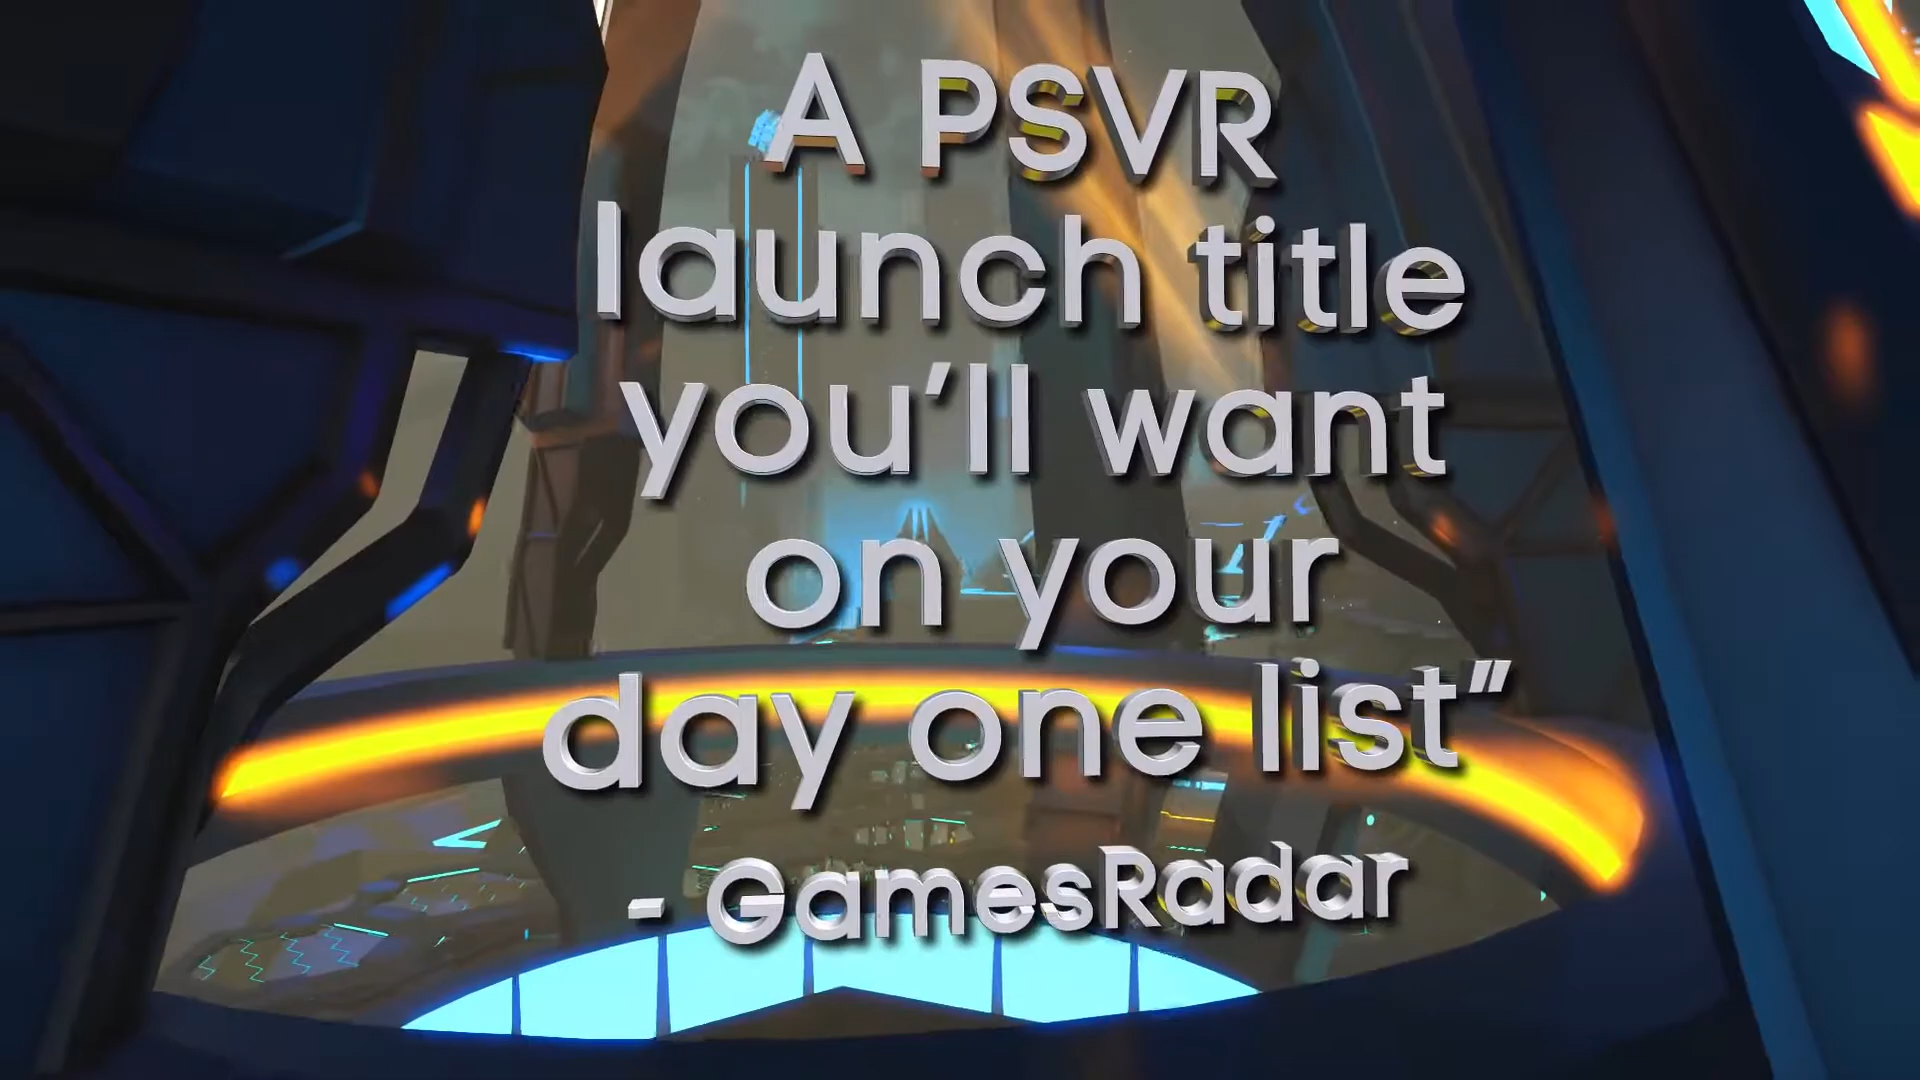 A PSVR
launch title
you’ll want
on your
day one list”
- GamesRadar